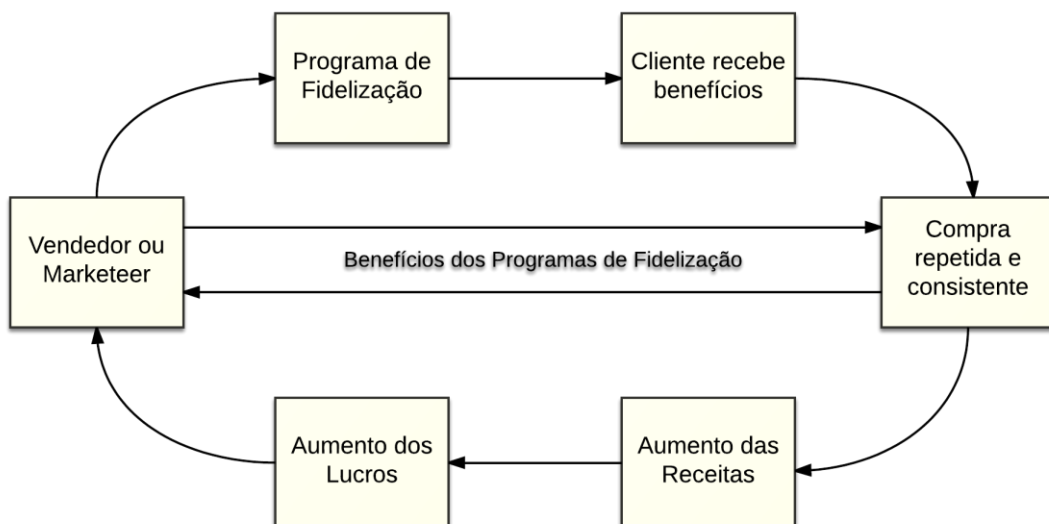 Programa de
Fidelização
Cliente recebe
benefícios
Vendedor ou
Marketeer
Benefícios dos Programas de Fidelização
Compra
repetida e
consistente
Aumento dos
Lucros
Aumento das
Receitas